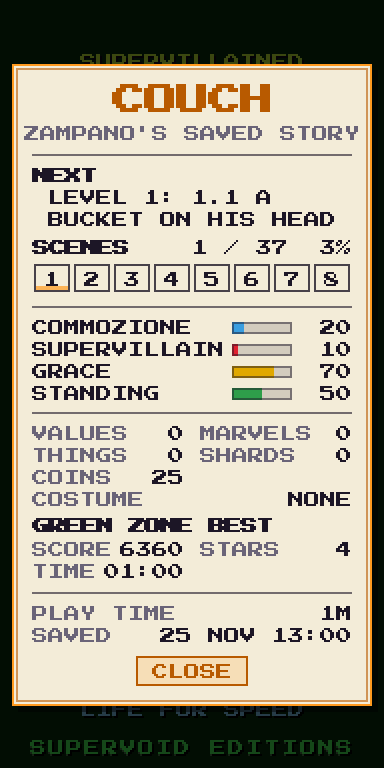 SUPERVILLAINED
COUCH
ZAMPANO'S SAVED STORY
NEXT
LEVEL 1: 1.1 A
BUCKET ON HIS HEAD
SCENES 1 / 37 3%
1 2 3 4 5 6 7 8
COMMOZIONE 20
SUPERVILLAIN 10
GRACE 70
STANDING 50
VALUES 0 MARVELS 0
THINGS 0 SHARDS 0
COINS 25
COSTUME NONE
GREEN ZONE BEST
SCORE 6360 STARS 4
TIME 01:00
PLAY TIME 1M
SAVED 25 NOV 13:00
CLOSE
LIFE FOR SPEED
SUPERVOID EDITIONS